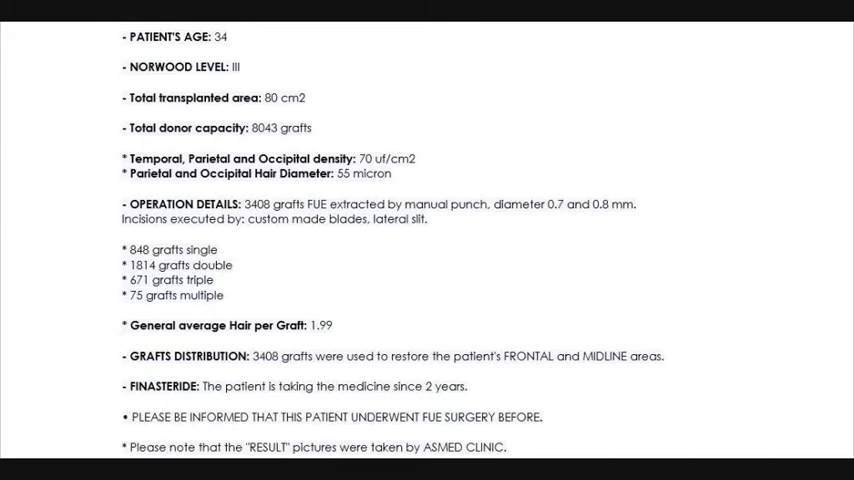 - PATIENT'S AGE: 34
- NORWOOD LEVEL: III
- Total transplanted area: 80 cm2
- Total donor capacity: 8043 grafts
* Temporal, Parietal and Occipital density: 70 uf/cm2
* Parietal and Occipital Hair Diameter: 55 micron
- OPERATION DETAILS: 3408 grafts FUE extracted by manual punch, diameter 0.7 and 0.8 mm.
Incisions executed by: custom made blades, lateral slit.
* 848 grafts single
* 1814 grafts double
* 671 grafts triple
* 75 grafts multiple
* General average Hair per Graft: 1.99
- GRAFTS DISTRIBUTION: 3408 grafts were used to restore the patient's FRONTAL and MIDLINE areas.
- FINASTERIDE: The patient is taking the medicine since 2 years.
• PLEASE BE INFORMED THAT THIS PATIENT UNDERWENT FUE SURGERY BEFORE.
* Please note that the "RESULT" pictures were taken by ASMED CLINIC.